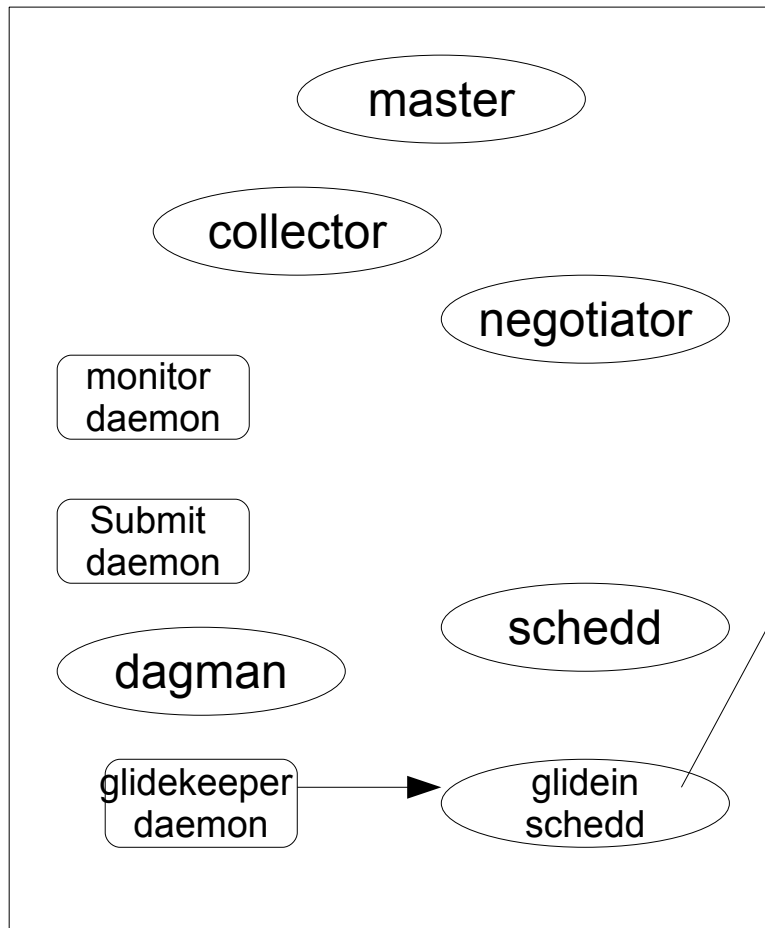 master
collector
negotiator
monitor
daemon
Submit
daemon
schedd
dagman
glidekeeper
daemon
glidein
schedd